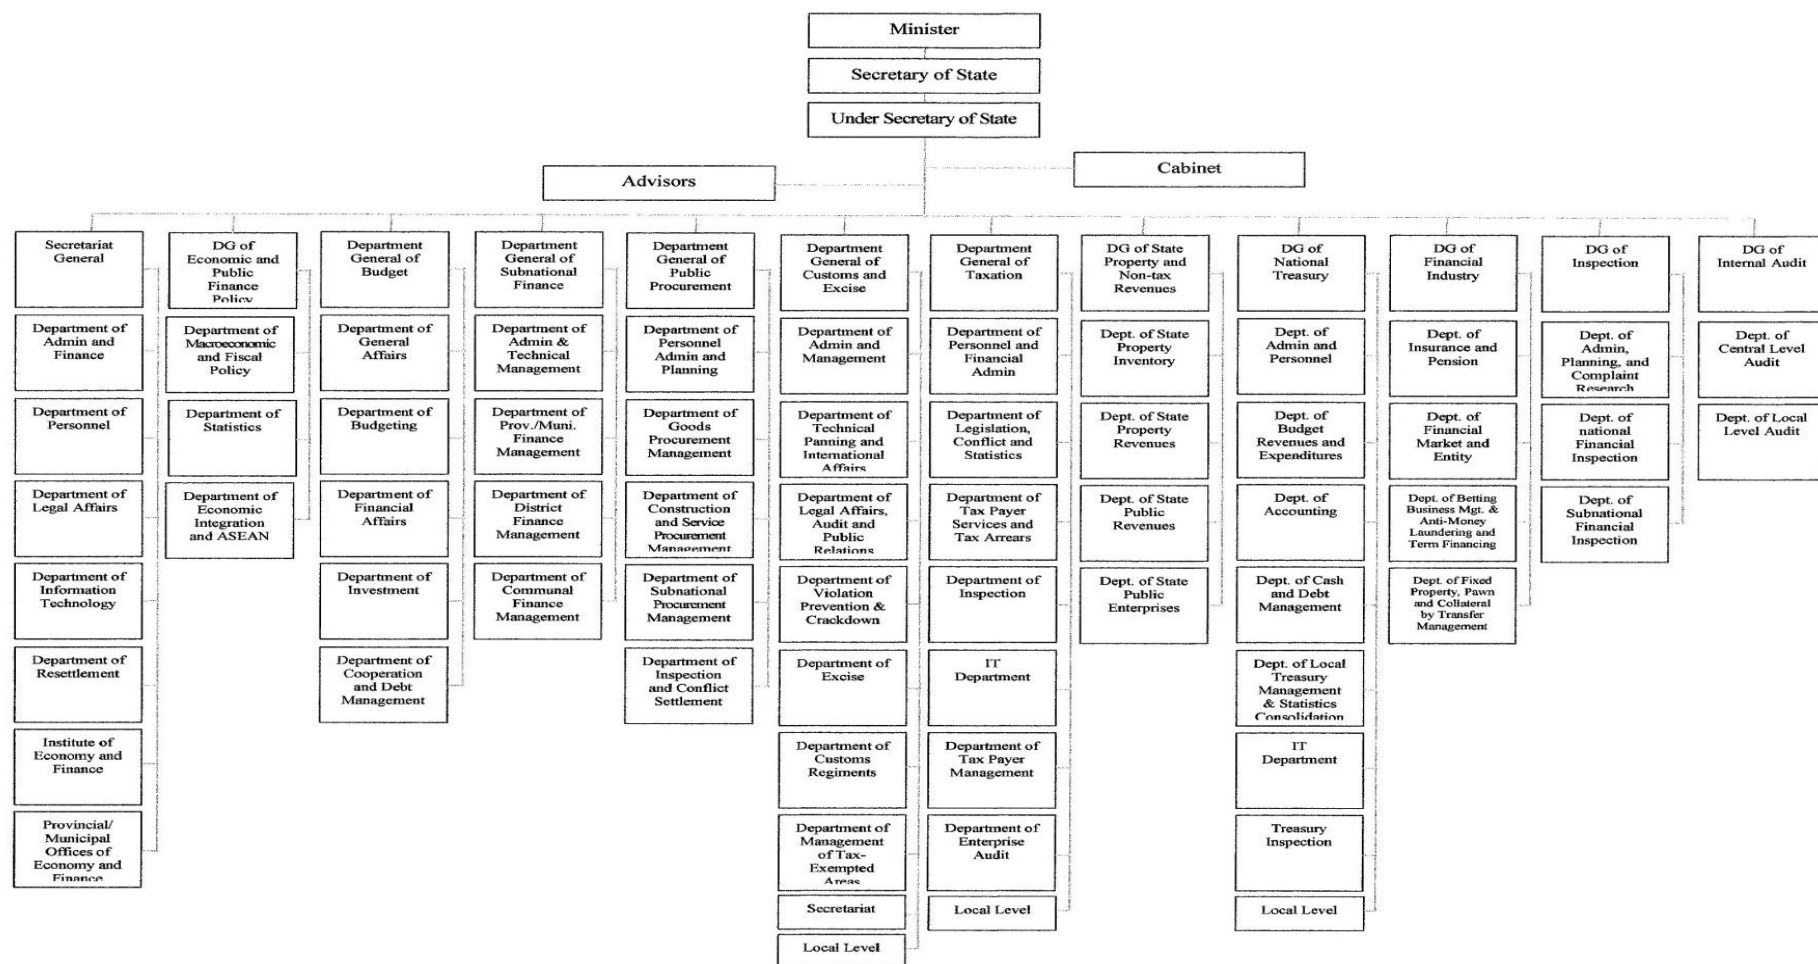 Minister
Secretary of State
Under Secretary of State
Advisors
Cabinet
Secretariat
General
Department of
Admin and
Finance
Department of
Personnel
Department of
Legal Affairs
Department of
Information
Technology
Department of
Resettlement
Institute of
Economy and
Finance
Provincial/
Municipal
Offices of
Economy and
Finance
DG of
Economic and
Public
Finance
Policy
Department of
Macroeconomic
and Fiscal
Policy
Department of
Statistics
Department of
Economic
Integration
and ASEAN
Department
General of
Budget
Department of
General
Affairs
Department of
Budgeting
Department of
Financial
Affairs
Department of
Investment
Department of
Cooperation
and Debt
Management
Department
General of
Subnational
Finance
Department of
Admin &
Technical
Management
Department of
Prov./Muni.
Finance
Management
Department of
District
Finance
Management
Department of
Communal
Finance
Management
Department
General of
Public
Procurement
Department of
Personnel
Admin and
Planning
Department of
Goods
Procurement
Management
Department of
Construction
and Service
Procurement
Management
Department of
Subnational
Procurement
Management
Department of
Inspection
and Conflict
Settlement
Department
General of
Customs and
Excise
Department of
Admin and
Management
Department of
Technical
Panning and
International
Affairs
Department of
Legal Affairs,
Audit and
Public
Relations
Department of
Violation
Prevention &
Crackdown
Department of
Excise
Department of
Customs
Regiments
Department of
Management
of Tax-
Exempted
Areas
Secretariat
Local Level
Department
General of
Taxation
Department of
Personnel and
Financial
Admin
Department of
Legislation,
Conflict and
Statistics
Department of
Tax Payer
Services and
Tax Arrears
Department of
Inspection
IT
Department
Department of
Tax Payer
Management
Department of
Enterprise
Audit
Local Level
DG of State
Property and
Non-tax
Revenues
Dept. of State
Property
Inventory
Dept. of State
Property
Revenues
Dept. of State
Public
Revenues
Dept. of State
Public
Enterprises
DG of
National
Treasury
Dept. of
Admin and
Personnel
Dept. of
Budget
Revenues and
Expenditures
Dept. of
Accounting
Dept. of Cash
and Debt
Management
Dept. of Local
Treasury
Management
& Statistics
Consolidation
IT
Department
Treasury
Inspection
Local Level
DG of
Financial
Industry
Dept. of
Insurance and
Pension
Dept. of
Financial
Market and
Entity
Dept. of Betting
Business Mgt. &
Anti-Money
Laundering and
Term Financing
Dept. of Fixed
Property, Pawn
and Collateral
by Transfer
Management
DG of
Inspection
Dept. of
Admin,
Planning, and
Complaint
Research
Dept. of
national
Financial
Inspection
Dept. of
Subnational
Financial
Inspection
DG of
Internal Audit
Dept. of
Central Level
Audit
Dept. of Local
Level Audit